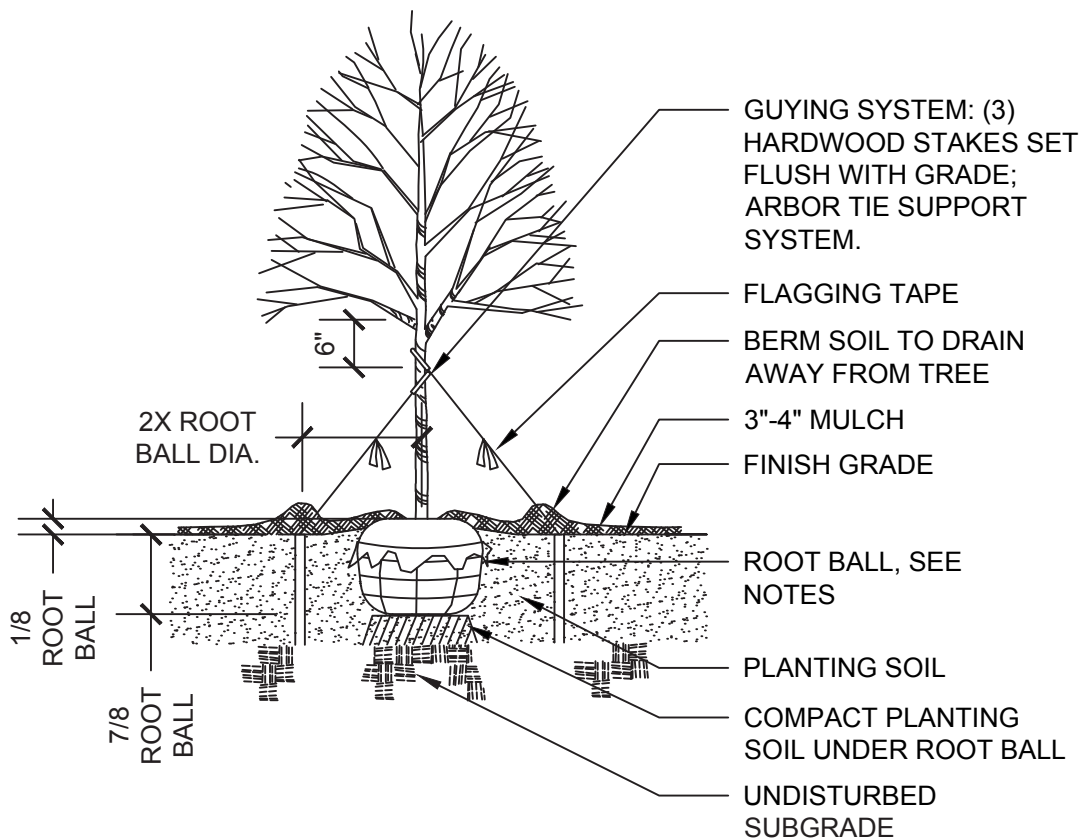 GUYING SYSTEM: (3)
HARDWOOD STAKES SET
FLUSH WITH GRADE;
ARBOR TIE SUPPORT
SYSTEM.
FLAGGING TAPE
BERM SOIL TO DRAIN
AWAY FROM TREE
3"-4" MULCH
FINISH GRADE
ROOT BALL, SEE
NOTES
PLANTING SOIL
COMPACT PLANTING
SOIL UNDER ROOT BALL
UNDISTURBED
SUBGRADE
6"
2X ROOT
BALL DIA.
1/8
ROOT
BALL
7/8
ROOT
BALL